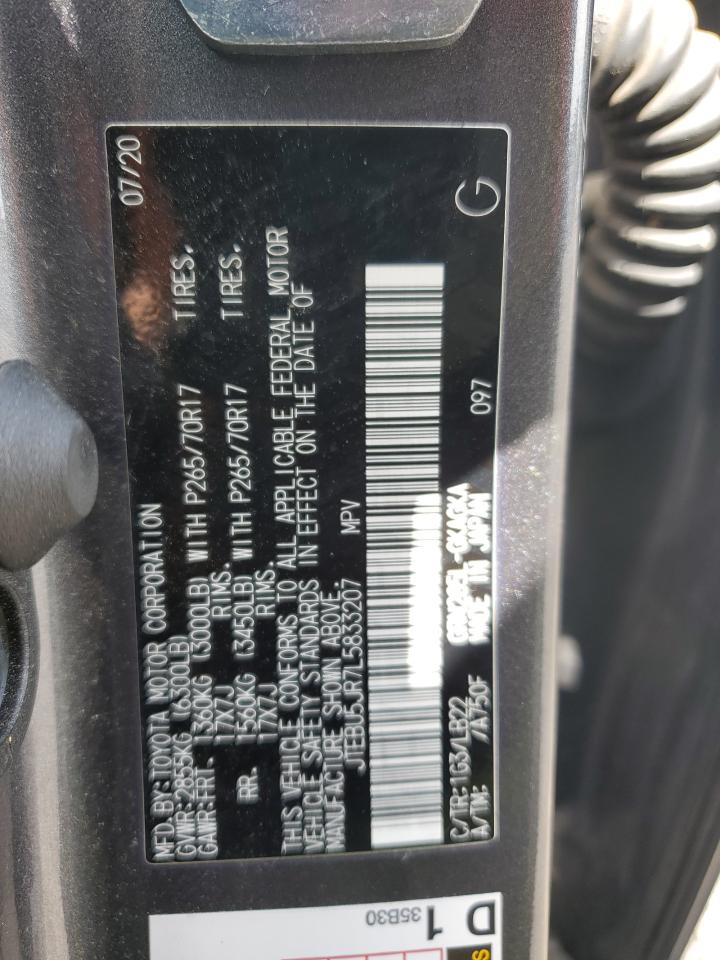 MFD. BY: TOYOTA MOTOR CORPORATION 07/20
GVWR: 2855KG (6300LB)
GAWR: FRT. 1360KG (3000LB) WITH P265/70R17 TIRES.
17X7J RIMS.
RR. 1560KG (3450LB) WITH P265/70R17 TIRES.
17X7J RIMS.
THIS VEHICLE CONFORMS TO ALL APPLICABLE FEDERAL MOTOR
VEHICLE SAFETY STANDARDS IN EFFECT ON THE DATE OF
MANUFACTURE SHOWN ABOVE.
JTEBU5JR7L5833207 MPV
C/TR: 1G3/LB22 GRN285L-GKAGKA
A/TM: /A750F MADE IN JAPAN 097 G
D 1
35B30